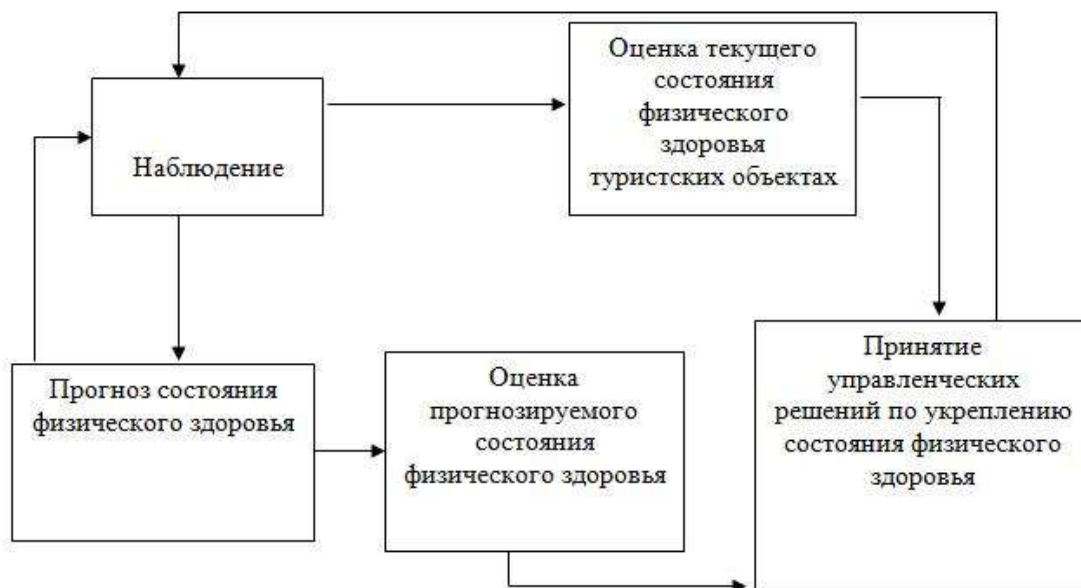 Оценка текущего
состояния
физического
здоровья
туристских объектах
Наблюдение
Прогноз состояния
физического здоровья
Оценка
прогнозируемого
состояния
физического здоровья
Принятие
управленческих
решений по укреплению
состояния физического
здоровья